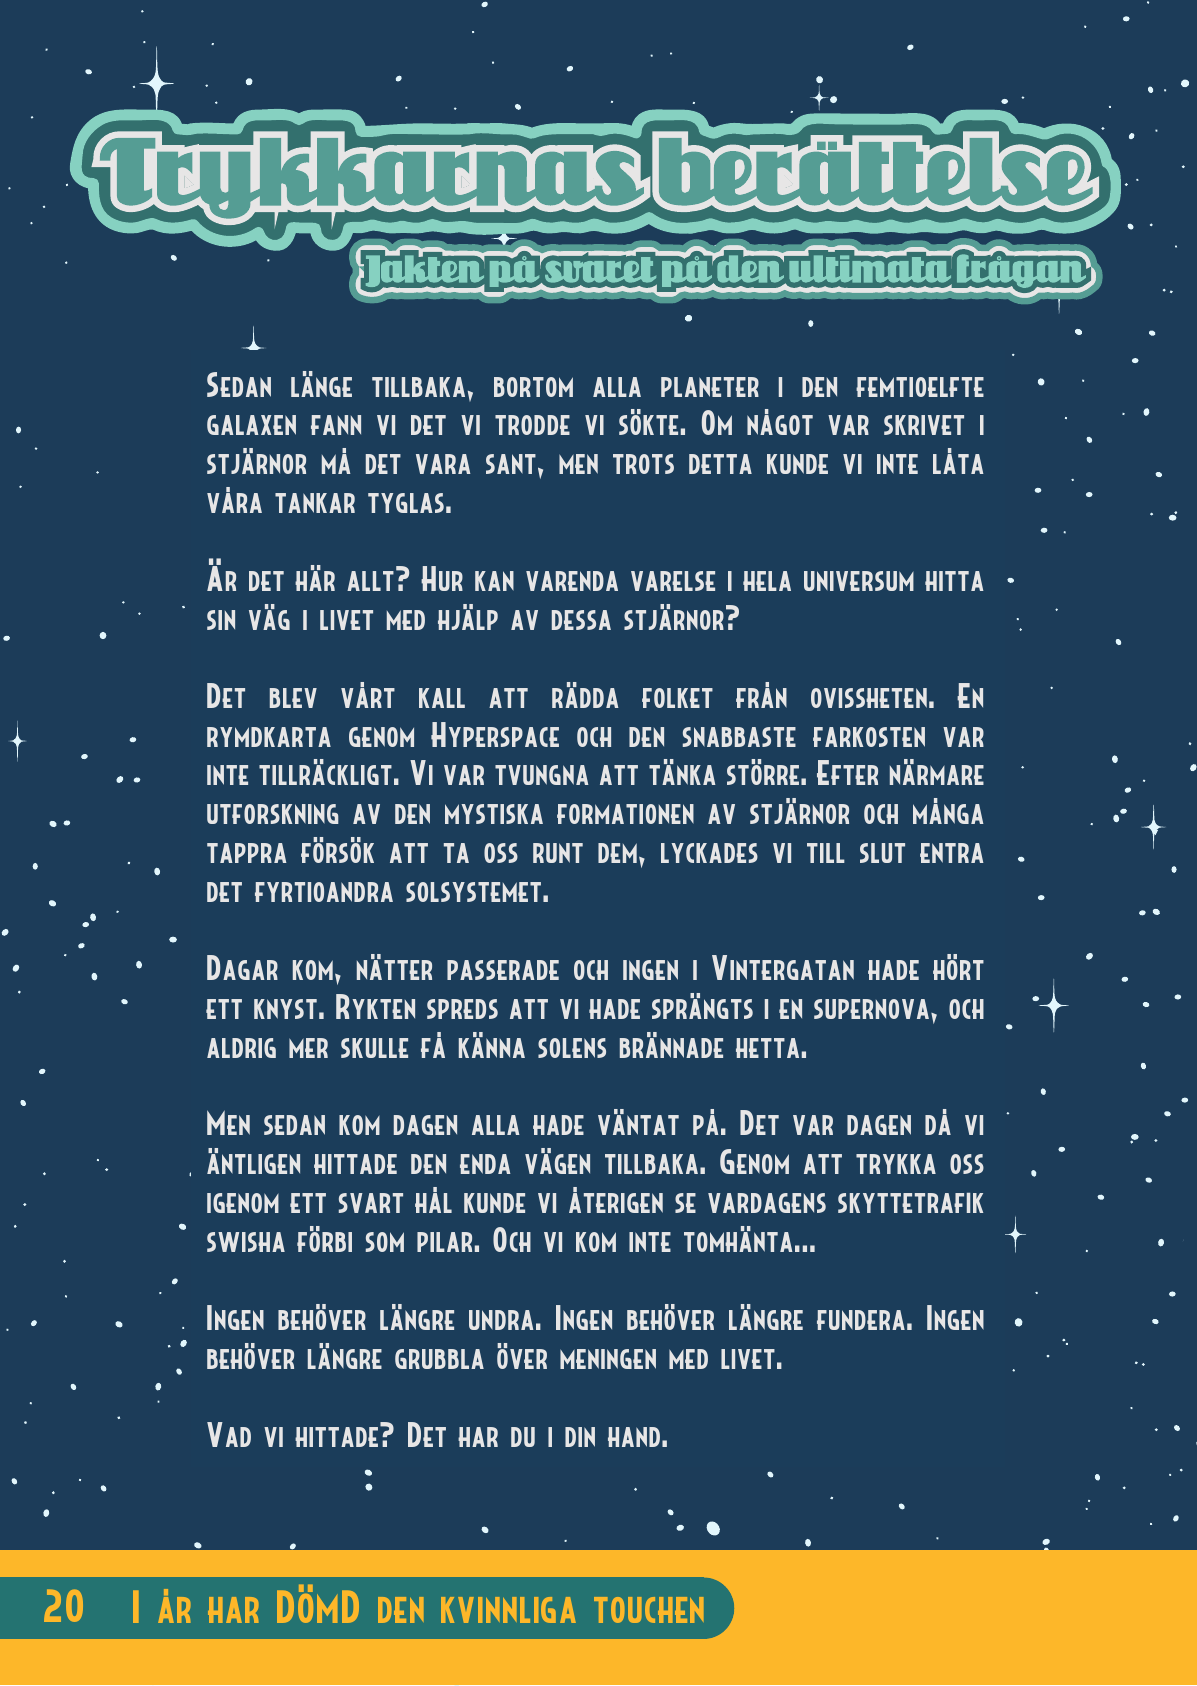 Trykkarnas berättelse
Jakten på svaret på den ultimata frågan
Sedan länge tillbaka, bortom alla planeter i den femtioelfte
galaxen fann vi det vi trodde vi sökte. Om något var skrivet i
stjärnor må det vara sant, men trots detta kunde vi inte låta
våra tankar tyglas.
Är det här allt? Hur kan varenda varelse i hela universum hitta
sin väg i livet med hjälp av dessa stjärnor?
Det blev vårt kall att rädda folket från ovissheten. En
rymdkarta genom Hyperspace och den snabbaste farkosten var
inte tillräckligt. Vi var tvungna att tänka större. Efter närmare
utforskning av den mystiska formationen av stjärnor och många
tappra försök att ta oss runt dem, lyckades vi till slut entra
det fyrtioandra solsystemet.
Dagar kom, nätter passerade och ingen i Vintergatan hade hört
ett knyst. Rykten spreds att vi hade sprängts i en supernova, och
aldrig mer skulle få känna solens brännade hetta.
Men sedan kom dagen alla hade väntat på. Det var dagen då vi
äntligen hittade den enda vägen tillbaka. Genom att trykka oss
igenom ett svart hål kunde vi återigen se vardagens skyttetrafik
swisha förbi som pilar. Och vi kom inte tomhänta...
Ingen behöver längre undra. Ingen behöver längre fundera. Ingen
behöver längre grubbla över meningen med livet.
Vad vi hittade? Det har du i din hand.
20 I år har DÖMD den kvinnliga touchen